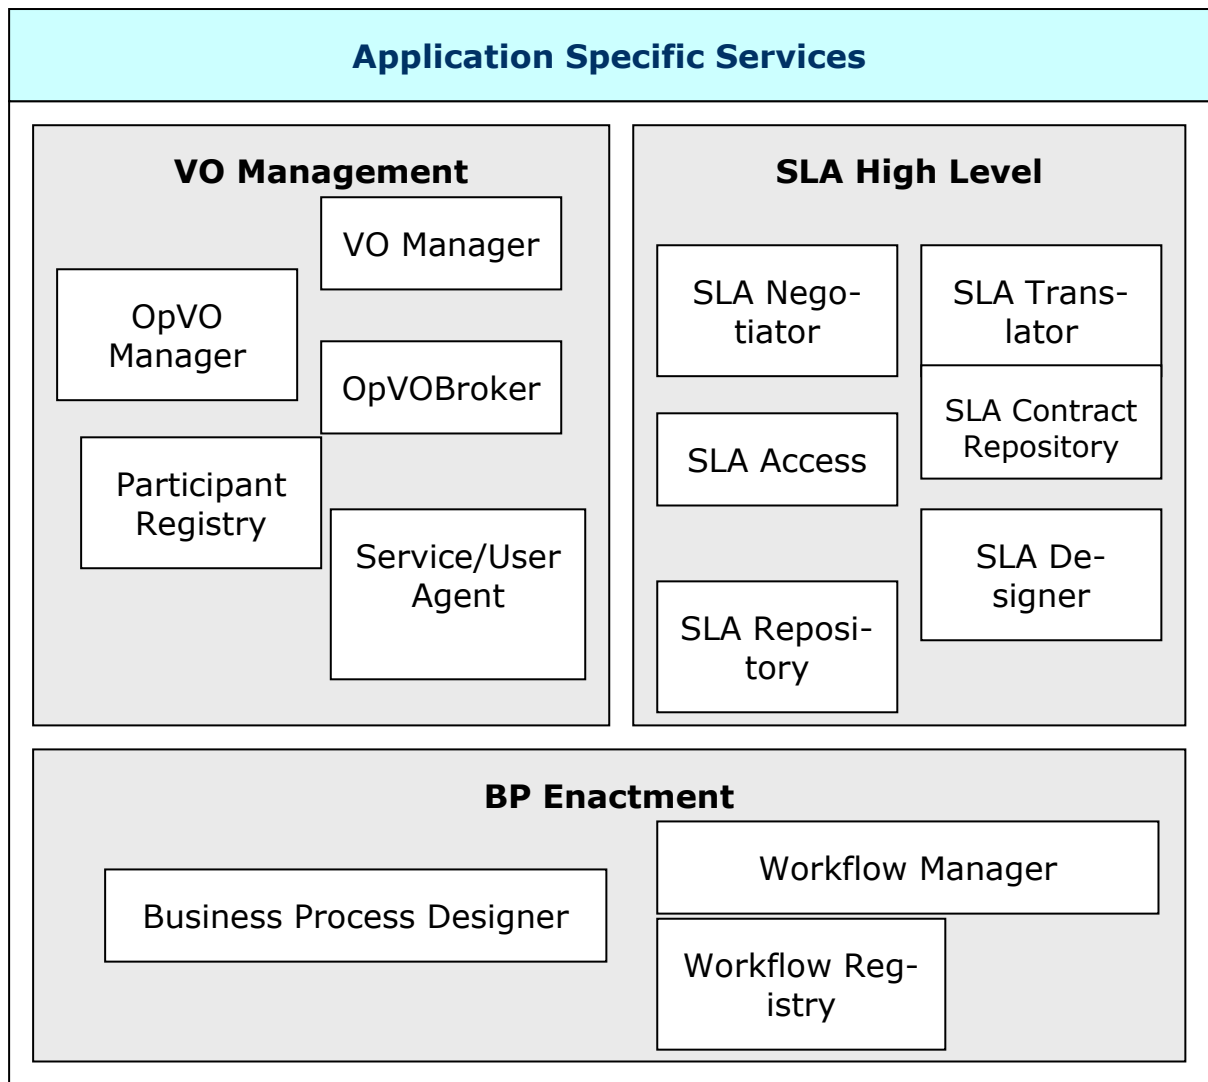 Application Specific Services
VO Management
VO Manager
OpVO
Manager
OpVOBroker
Participant
Registry
Service/User
Agent
SLA High Level
SLA Nego-
tiator
SLA Trans-
lator
SLA Contract
Repository
SLA Access
SLA De-
signer
SLA Reposi-
tory
BP Enactment
Workflow Manager
Business Process Designer
Workflow Reg-
istry